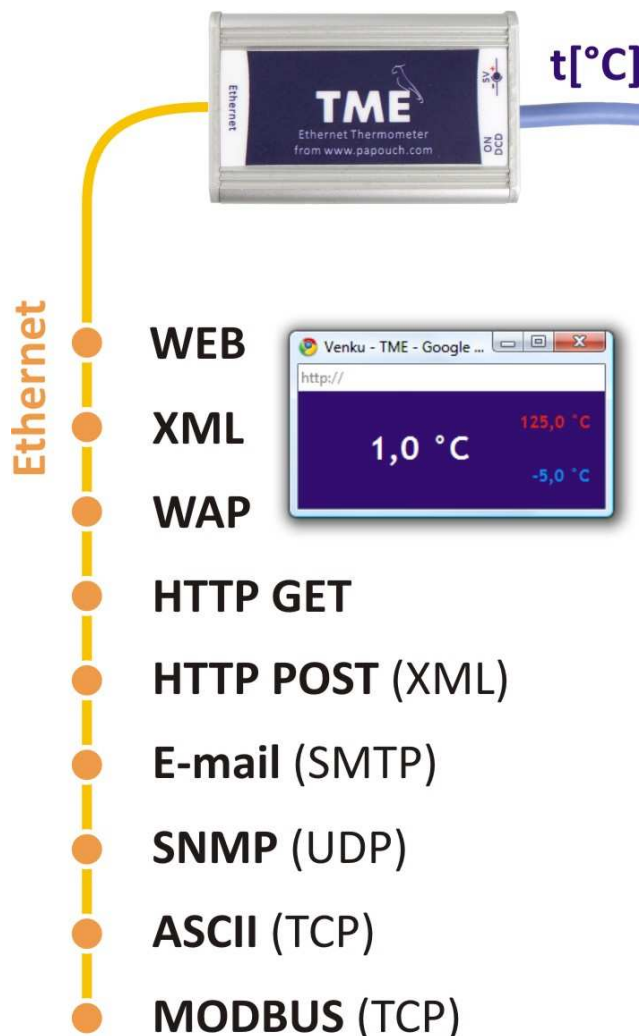 t[°C]
Ethernet
TME
Ethernet Thermometer
from www.papouch.com
5V
ON
DCD
Ethernet
WEB
Venku - TME - Google ...
http://
XML
125,0 °C
1,0 °C
-5,0 °C
WAP
HTTP GET
HTTP POST (XML)
E-mail (SMTP)
SNMP (UDP)
ASCII (TCP)
MODBUS (TCP)